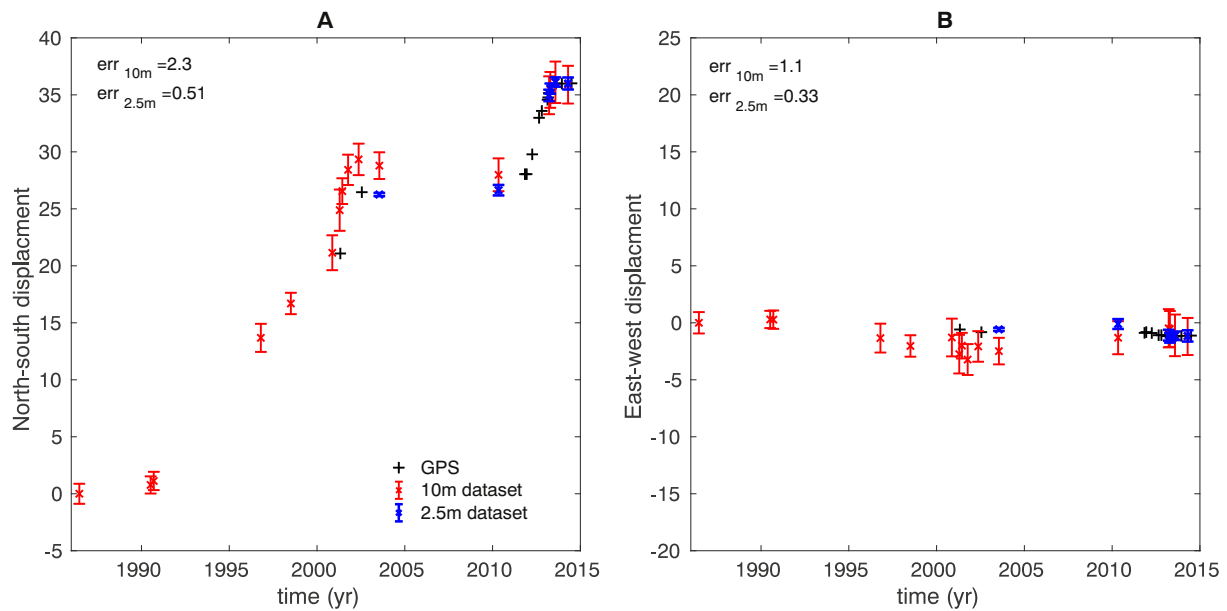 A
40
35
30
25
20
15
10
5
0
-5
err 10m =2.3
err 2.5m =0.51
North-south displacment
GPS
10m dataset
2.5m dataset
1990 1995 2000 2005 2010 2015
time (yr)
B
25
20
15
10
5
0
-5
-10
-15
-20
err 10m =1.1
err 2.5m =0.33
East-west displacment
1990 1995 2000 2005 2010 2015
time (yr)